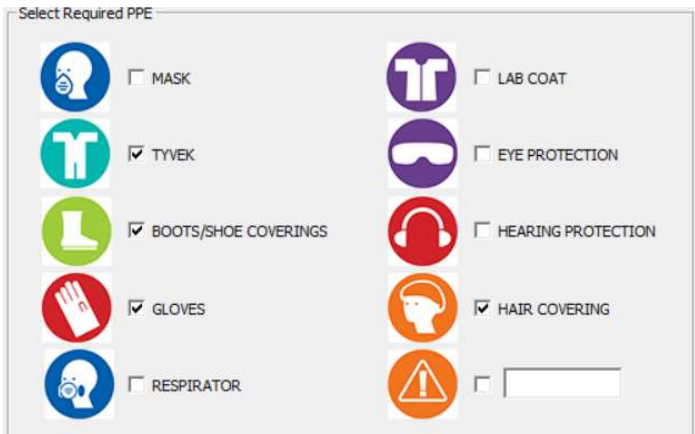 Select Required PPE
MASK
LAB COAT
TYVEK
EYE PROTECTION
BOOTS/SHOE COVERINGS
HEARING PROTECTION
GLOVES
HAIR COVERING
RESPIRATOR